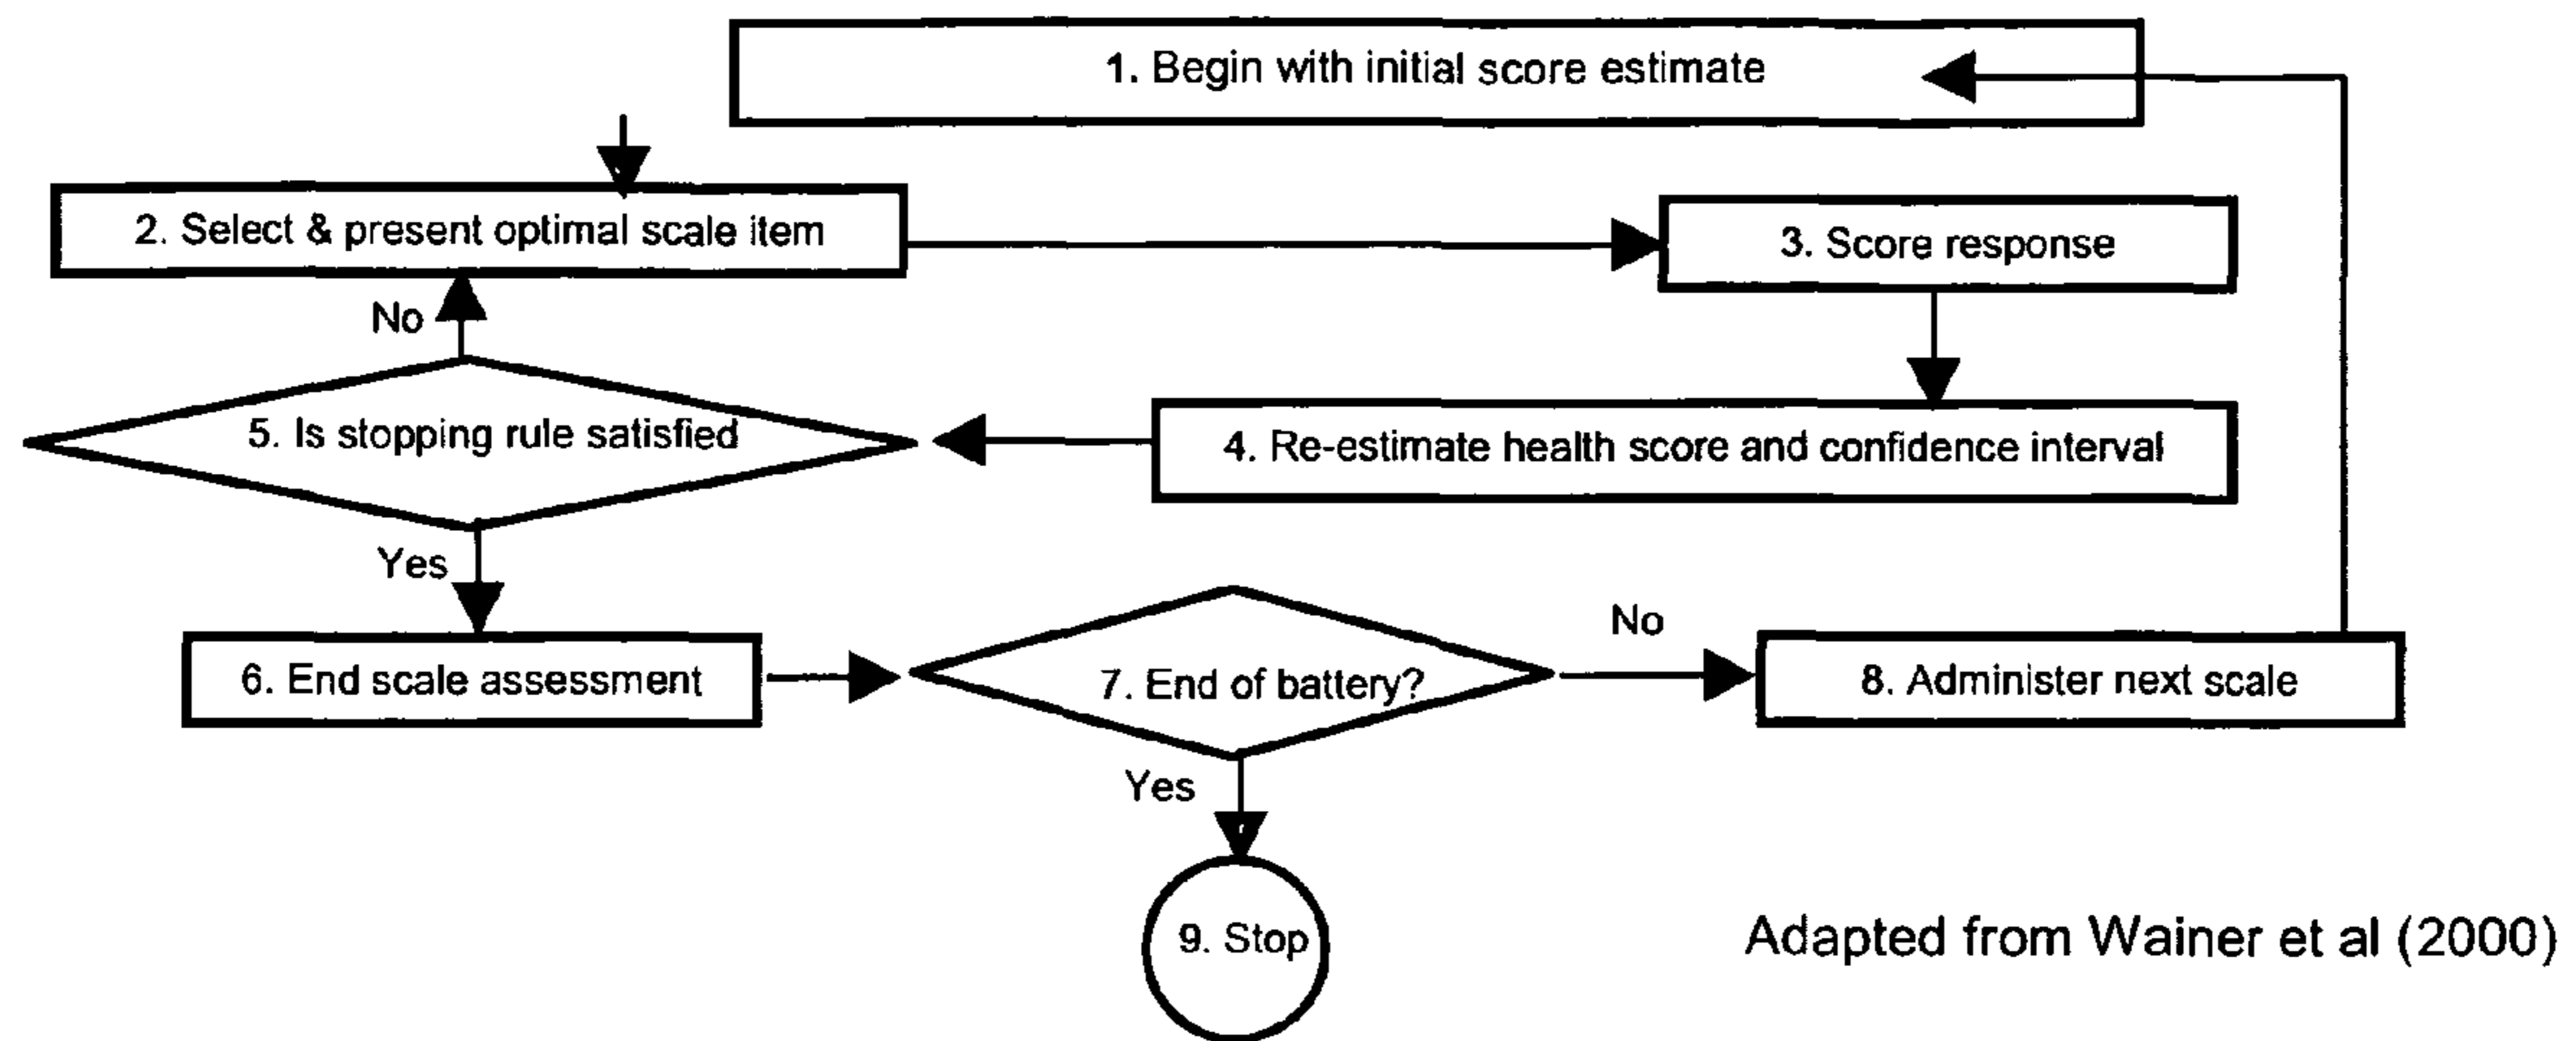 1. Begin with initial score estimate
2. Select & present optimal scale item
3. Score response
No
5. Is stopping rule satisfied
4. Re-estimate health score and confidence interval
Yes
6. End scale assessment
7. End of battery?
No
8. Administer next scale
Yes
9. Stop
Adapted from Wainer et al (2000)